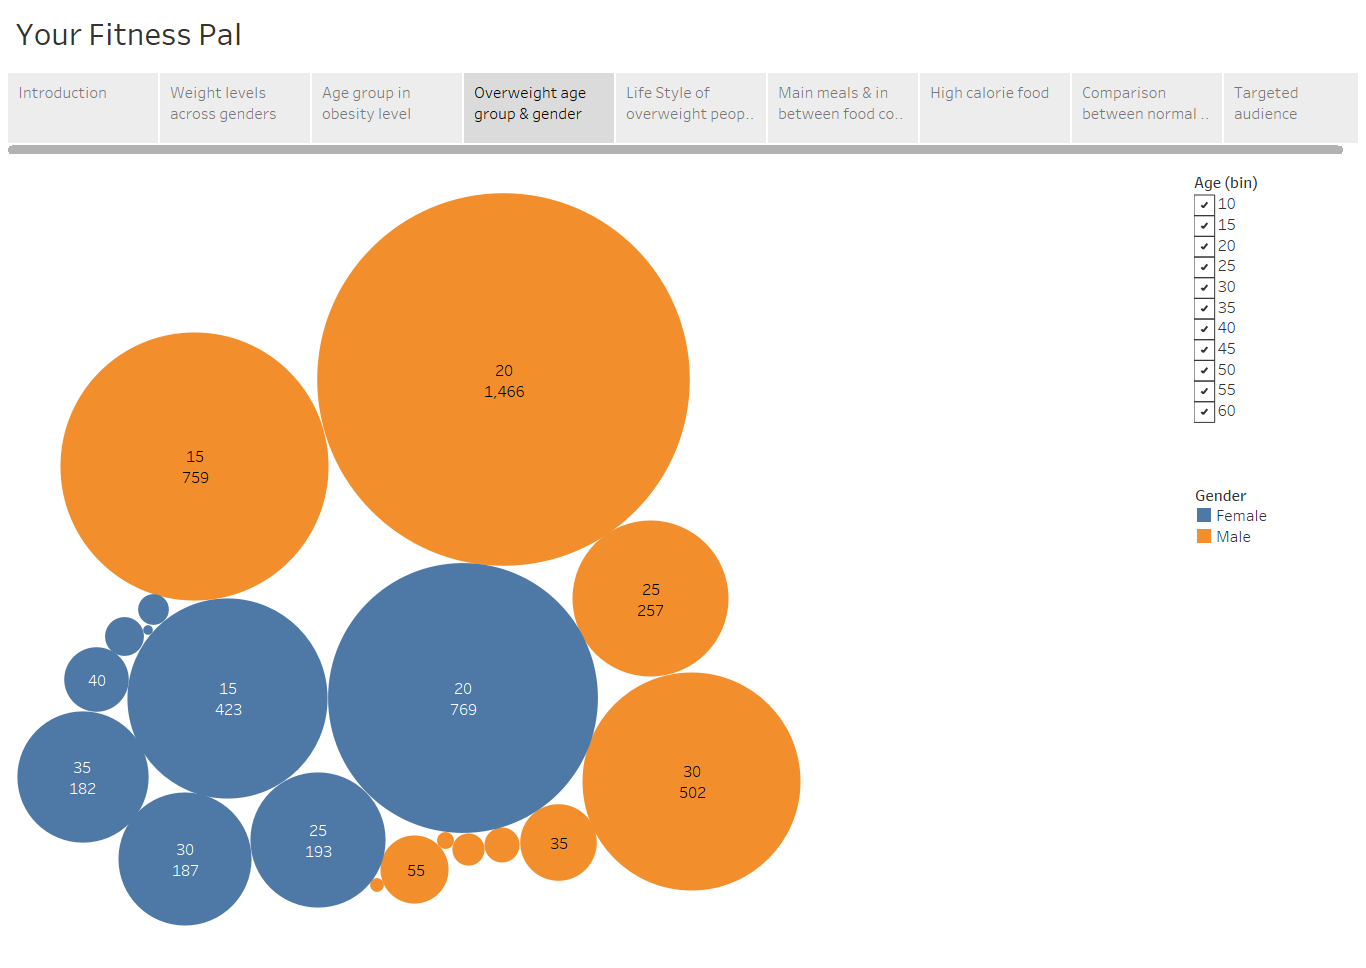 Your Fitness Pal
Introduction
Weight levels
across genders
Age group in
obesity level
Overweight age
group & gender
Life Style of
overweight peop..
Main meals & in
between food co..
High calorie food
Comparison
between normal ..
Targeted
audience
Age (bin)
10
15
20
25
30
35
40
45
50
55
60
Gender
Female
Male
20
1,466
15
759
25
257
40
15
423
20
769
35
182
30
502
25
193
30
187
35
55